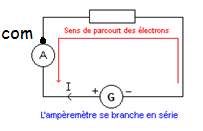 com
Sens de parcourt des électrons
A
I
+ G −
L'ampèremètre se branche en série